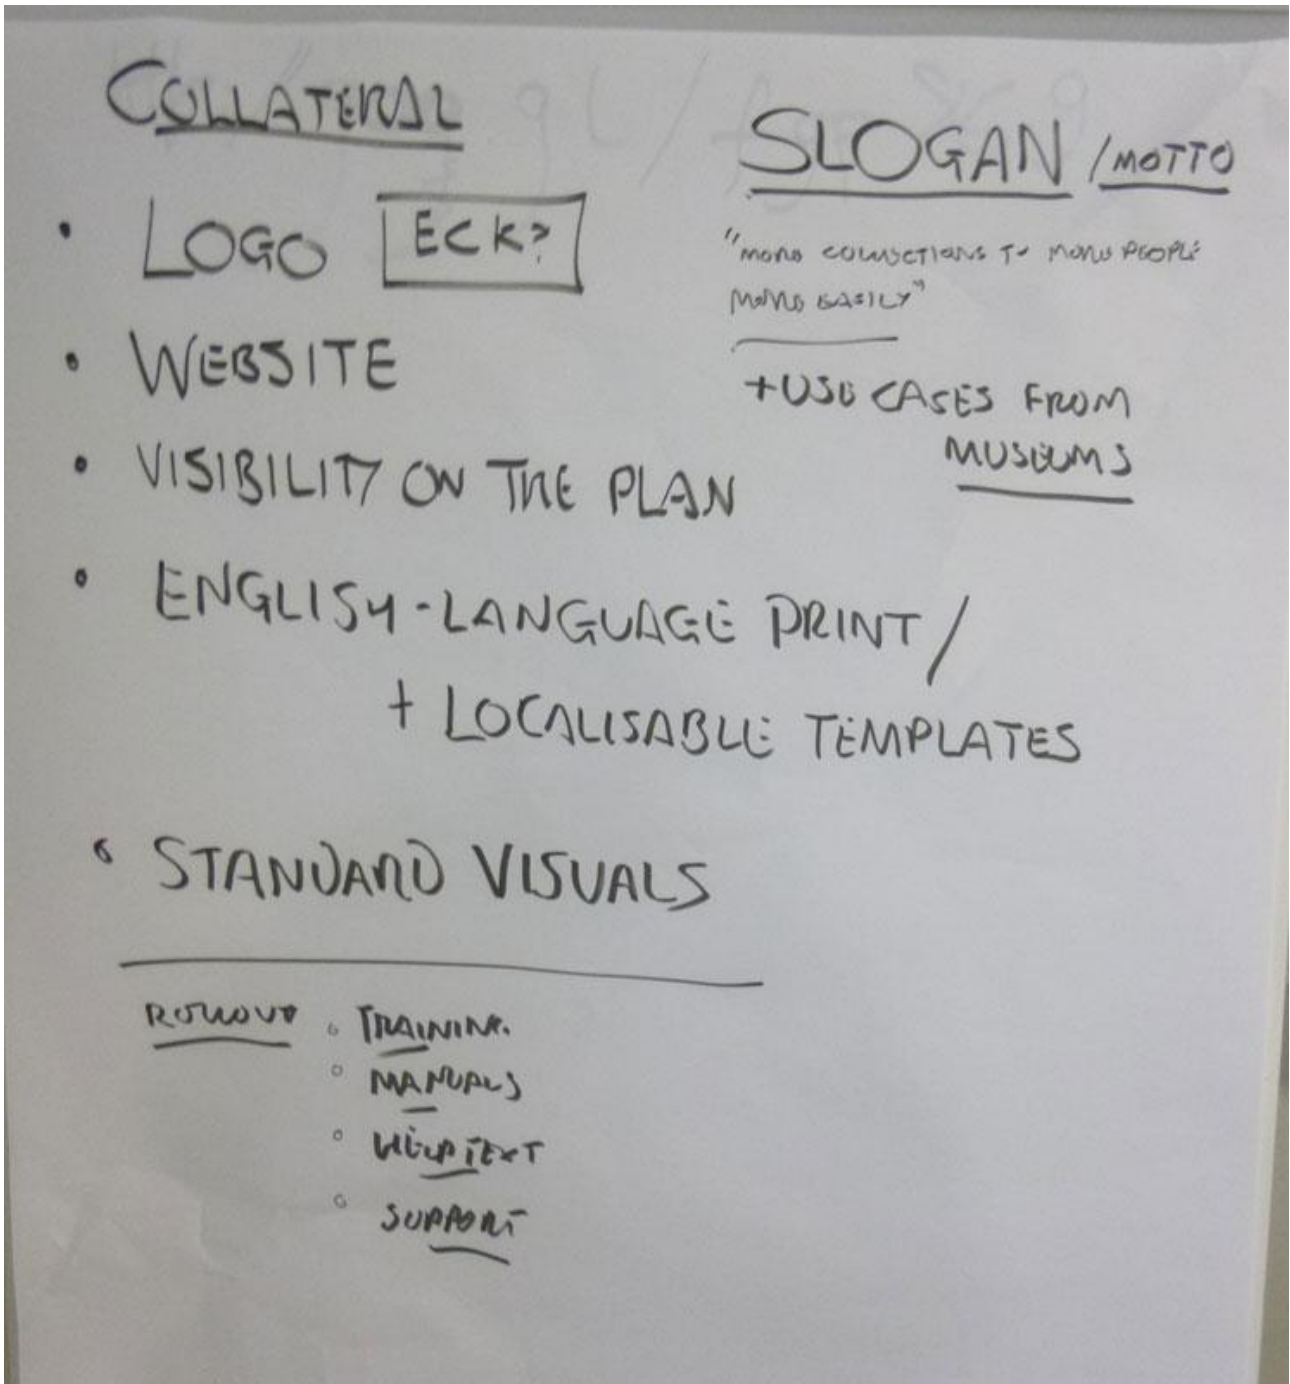 COLLATERAL
• LOGO ECK?
• WEBSITE
• VISIBILITY ON THE PLAN
• ENGLISH-LANGUAGE PRINT /
+ LOCALISABLE TEMPLATES
• STANDARD VISUALS
SLOGAN / MOTTO
"MORE CONNECTIONS TO MORE PEOPLE
MORE EASILY"
+ USE CASES FROM
MUSEUMS
ROLLOUT
◦ TRAINING
◦ MANUALS
◦ HELP TEXT
◦ SUPPORT